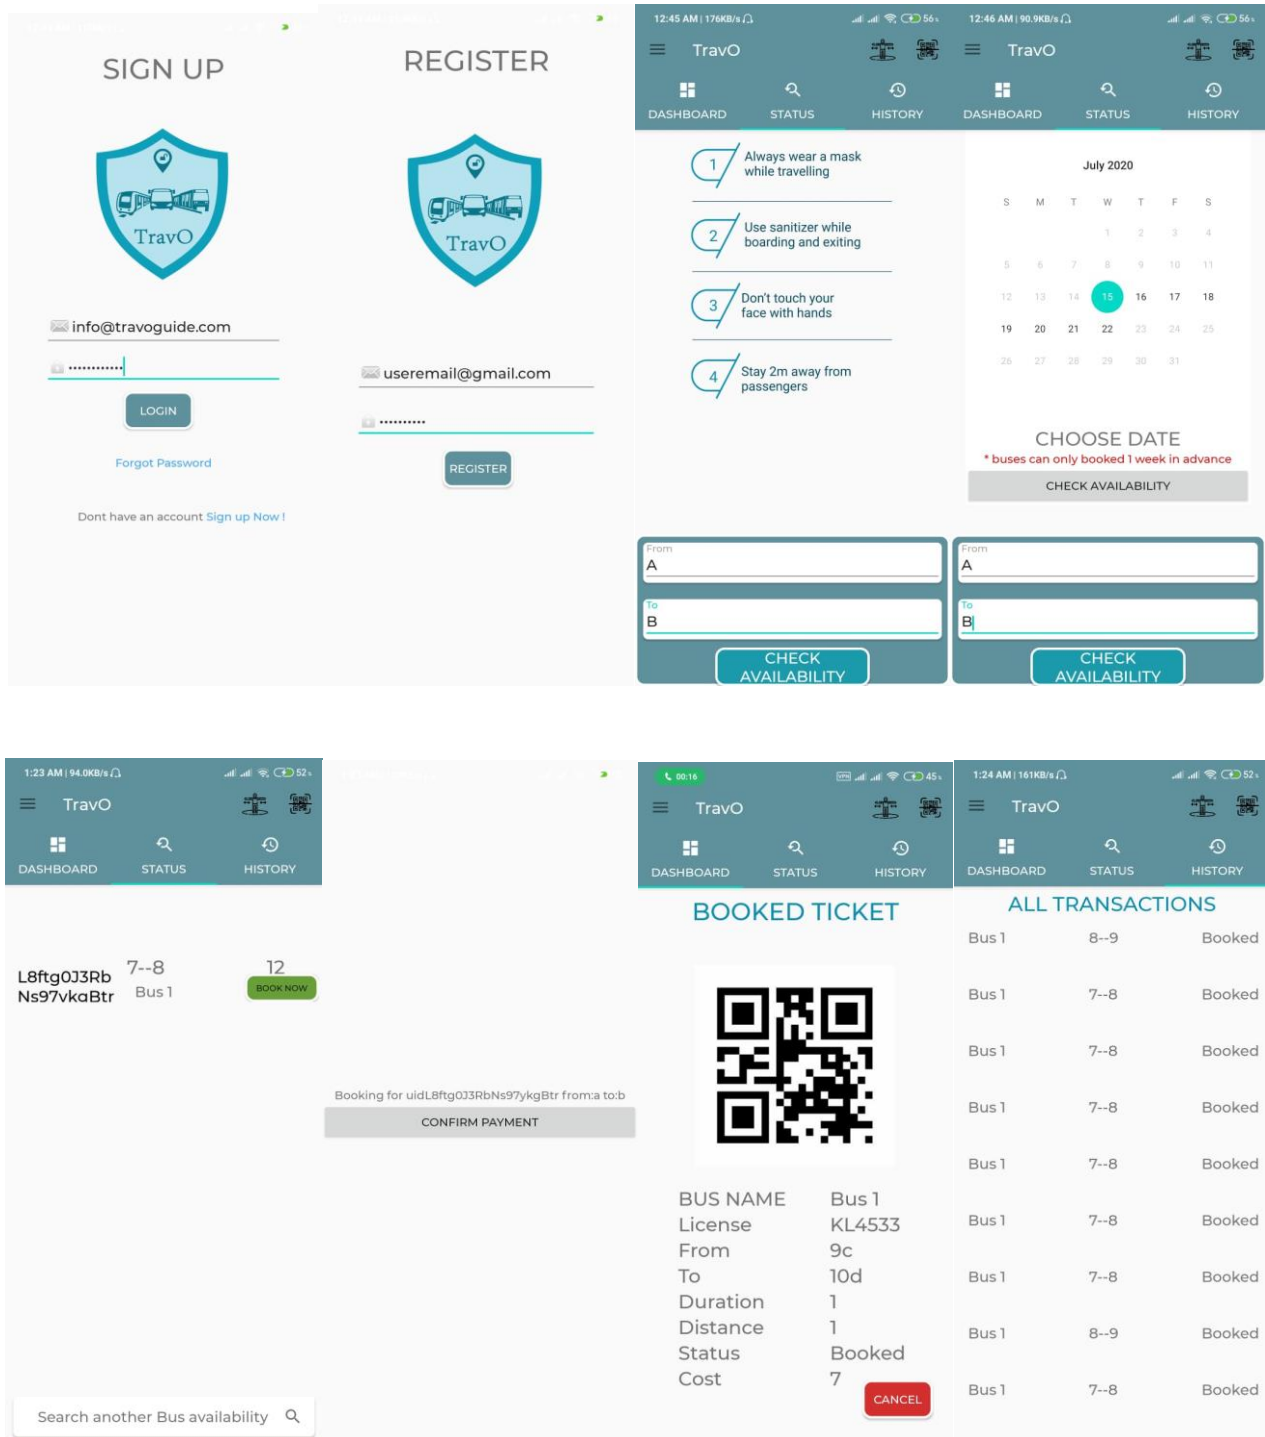 SIGN UP
TravO
info@travoguide.com
••••••••••••
LOGIN
Forgot Password
Dont have an account Sign up Now !
REGISTER
TravO
useremail@gmail.com
••••••••••
REGISTER
12:45 AM | 176KB/s
56
TravO
DASHBOARD
STATUS
HISTORY
1
Always wear a mask
while travelling
2
Use sanitizer while
boarding and exiting
3
Don't touch your
face with hands
4
Stay 2m away from
passengers
From
A
To
B
CHECK
AVAILABILITY
12:46 AM | 90.9KB/s
56
TravO
DASHBOARD
STATUS
HISTORY
July 2020
S M T W T F S
1 2 3 4
5 6 7 8 9 10 11
12 13 14 15 16 17 18
19 20 21 22 23 24 25
26 27 28 29 30 31
CHOOSE DATE
* buses can only booked 1 week in advance
CHECK AVAILABILITY
From
A
To
B
CHECK
AVAILABILITY
1:23 AM | 94.0KB/s
52
TravO
DASHBOARD
STATUS
HISTORY
L8ftg0J3Rb
Ns97vkaBtr
7--8
Bus 1
12
BOOK NOW
Search another Bus availability
Booking for uidL8ftg0J3RbNs97ykgBtr from:a to:b
CONFIRM PAYMENT
00:16
VPN
45
TravO
DASHBOARD
STATUS
HISTORY
BOOKED TICKET
BUS NAME Bus 1
License KL4533
From 9c
To 10d
Duration 1
Distance 1
Status Booked
Cost 7
CANCEL
1:24 AM | 161KB/s
52
TravO
DASHBOARD
STATUS
HISTORY
ALL TRANSACTIONS
Bus 1 8--9 Booked
Bus 1 7--8 Booked
Bus 1 7--8 Booked
Bus 1 7--8 Booked
Bus 1 7--8 Booked
Bus 1 7--8 Booked
Bus 1 7--8 Booked
Bus 1 8--9 Booked
Bus 1 7--8 Booked